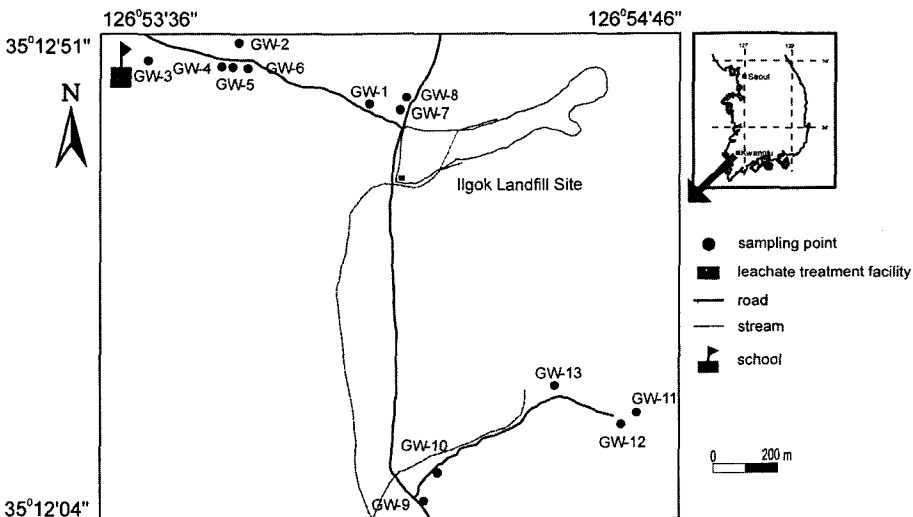 126°53'36"
126°54'46"
35°12'51"
GW-2
GW-3
GW-4
GW-5
GW-6
GW-1
GW-8
GW-7
N
Ilgok Landfill Site
127
129
Seoul
sampling point
leachate treatment facility
road
stream
school
GW-13
GW-11
GW-12
GW-10
GW-9
0 200 m
35°12'04"